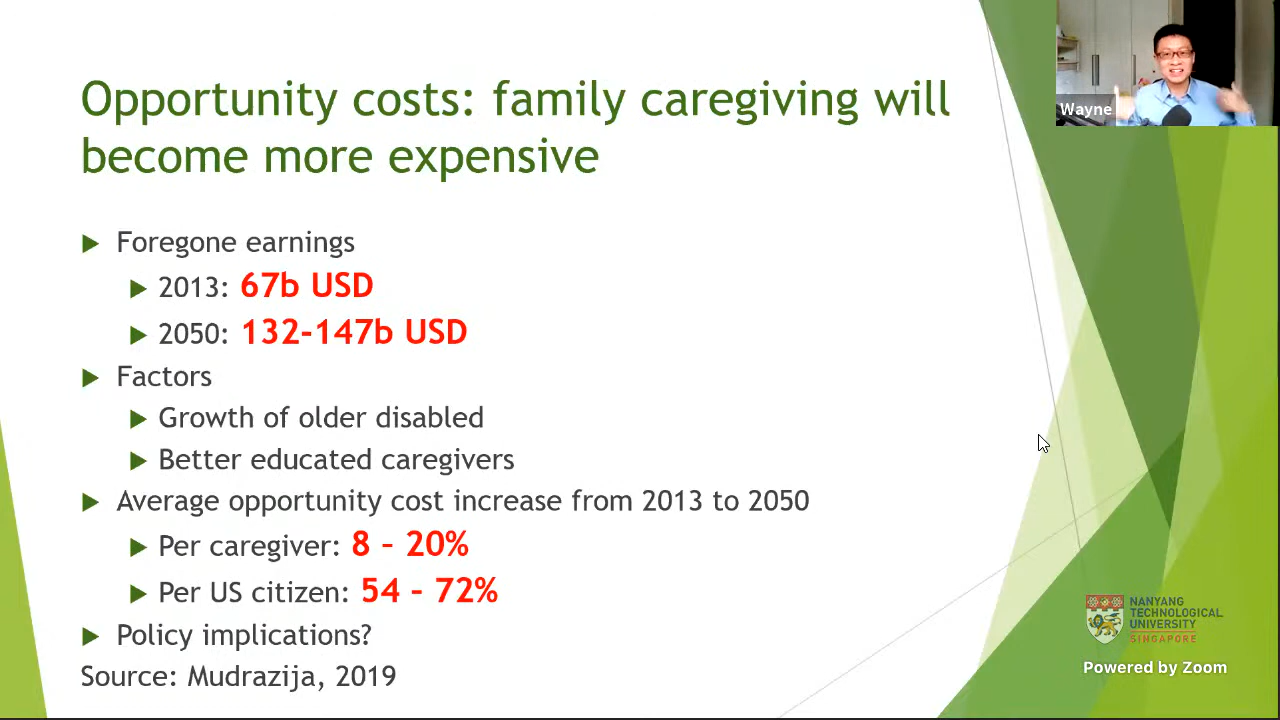 Opportunity costs: family caregiving will
become more expensive
Foregone earnings
2013: 67b USD
2050: 132-147b USD
Factors
Growth of older disabled
Better educated caregivers
Average opportunity cost increase from 2013 to 2050
Per caregiver: 8 – 20%
Per US citizen: 54 – 72%
Policy implications?
Source: Mudrazija, 2019
Wayne
NANYANG
TECHNOLOGICAL
UNIVERSITY
SINGAPORE
Powered by Zoom